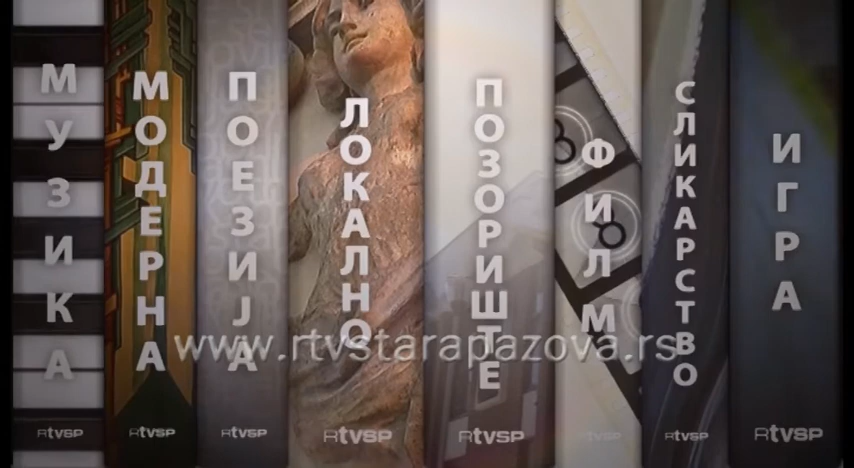 МУЗИКА
МОДЕРНА
ПОЕЗИЈА
ЛОКАЛНО
ПОЗОРИШТЕ
ФИЛМ
СЛИКАРСТВО
ИГРА
www.rtvstarapazova.rs
RTVSP
RTVSP
RTVSP
RTVSP
RTVSP
RTVSP
RTVSP
RTVSP